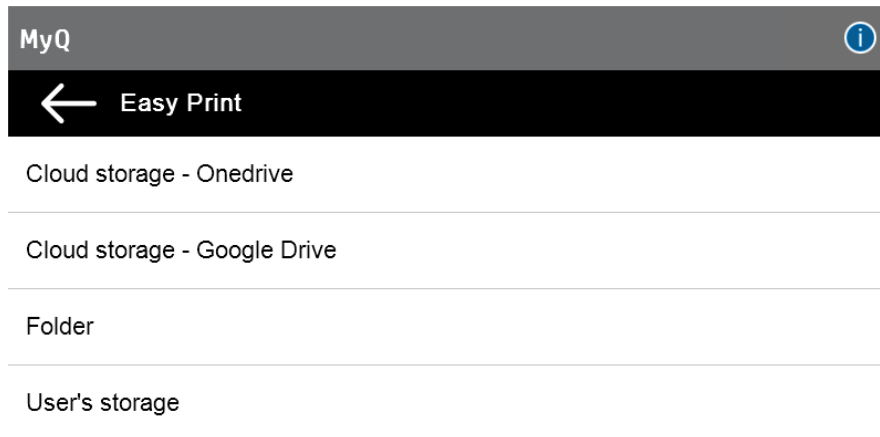 MyQ
Easy Print
Cloud storage - Onedrive
Cloud storage - Google Drive
Folder
User's storage